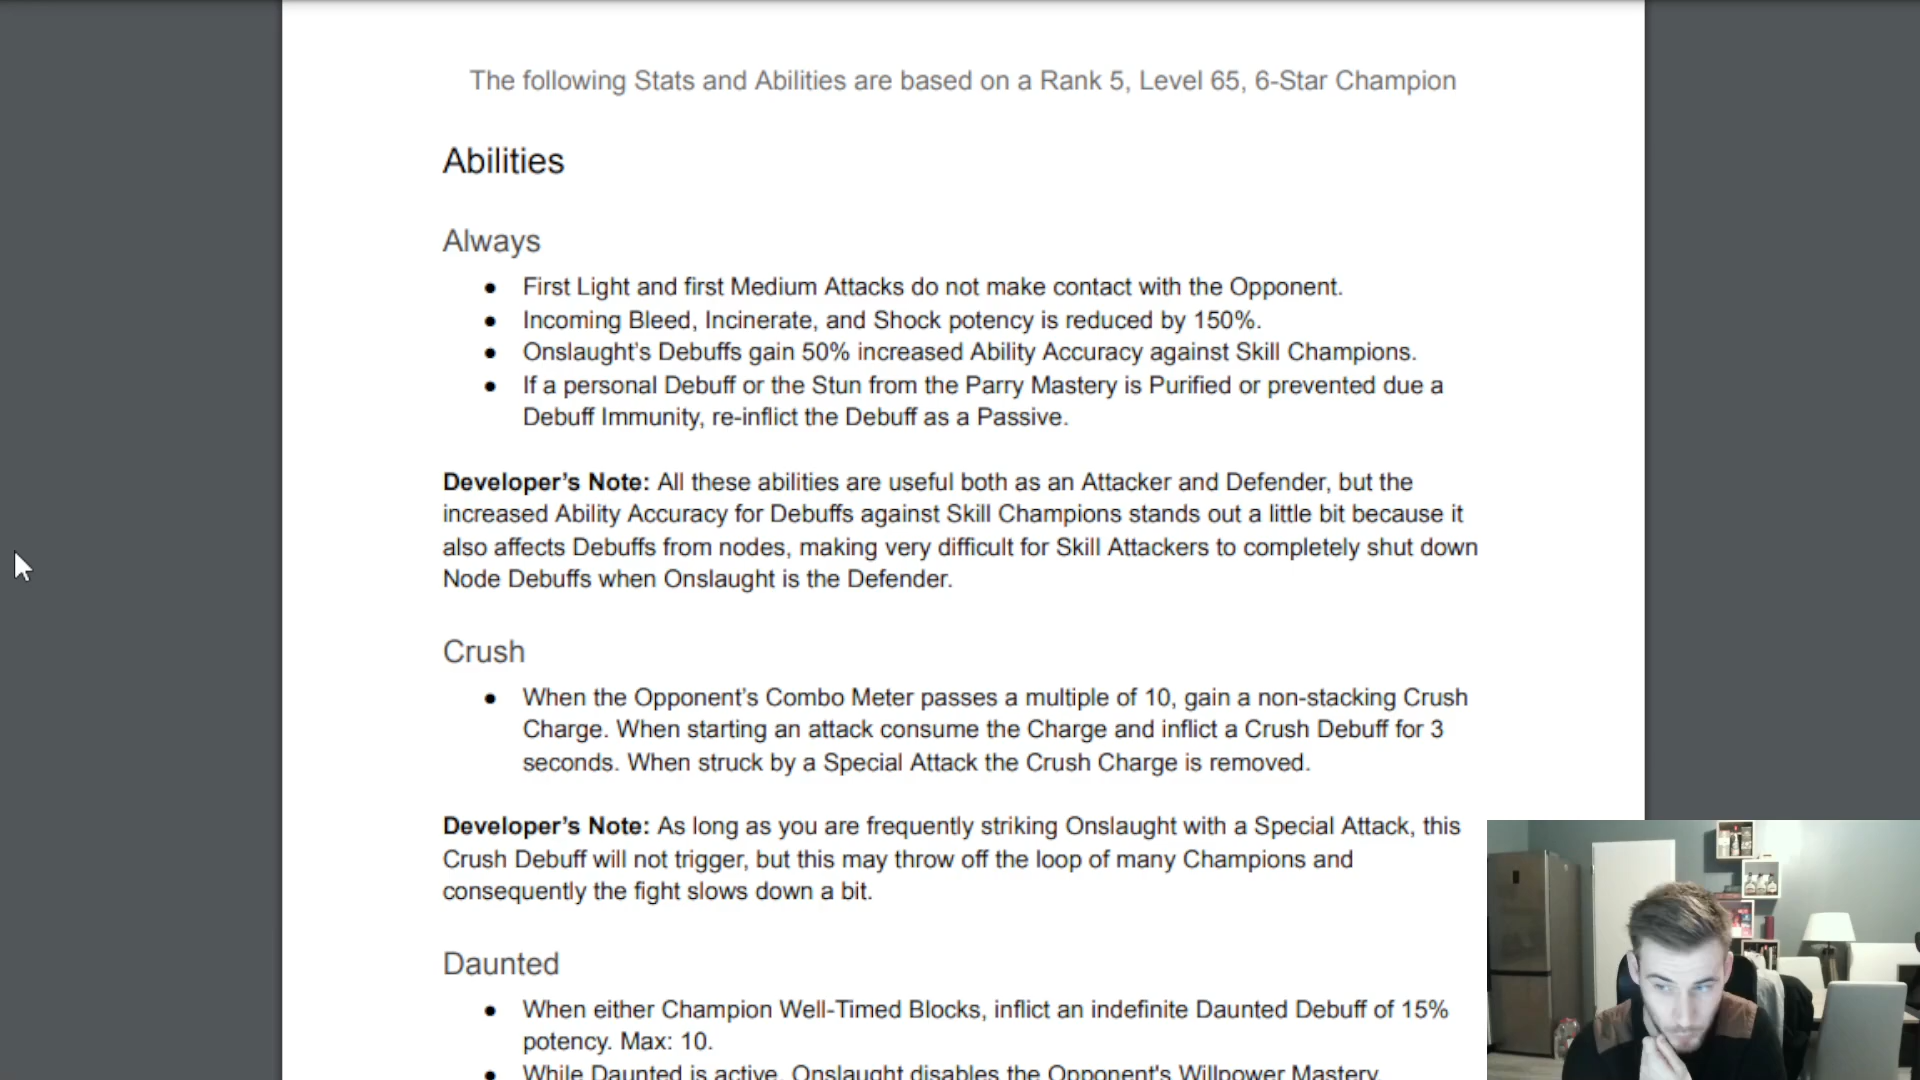 The following Stats and Abilities are based on a Rank 5, Level 65, 6-Star Champion
Abilities
Always
● First Light and first Medium Attacks do not make contact with the Opponent.
● Incoming Bleed, Incinerate, and Shock potency is reduced by 150%.
● Onslaught's Debuffs gain 50% increased Ability Accuracy against Skill Champions.
● If a personal Debuff or the Stun from the Parry Mastery is Purified or prevented due a
Debuff Immunity, re-inflict the Debuff as a Passive.
Developer's Note: All these abilities are useful both as an Attacker and Defender, but the
increased Ability Accuracy for Debuffs against Skill Champions stands out a little bit because it
also affects Debuffs from nodes, making very difficult for Skill Attackers to completely shut down
Node Debuffs when Onslaught is the Defender.
Crush
● When the Opponent's Combo Meter passes a multiple of 10, gain a non-stacking Crush
Charge. When starting an attack consume the Charge and inflict a Crush Debuff for 3
seconds. When struck by a Special Attack the Crush Charge is removed.
Developer's Note: As long as you are frequently striking Onslaught with a Special Attack, this
Crush Debuff will not trigger, but this may throw off the loop of many Champions and
consequently the fight slows down a bit.
Daunted
● When either Champion Well-Timed Blocks, inflict an indefinite Daunted Debuff of 15%
potency. Max: 10.
● While Daunted is active, Onslaught disables the Opponent's Willpower Mastery.